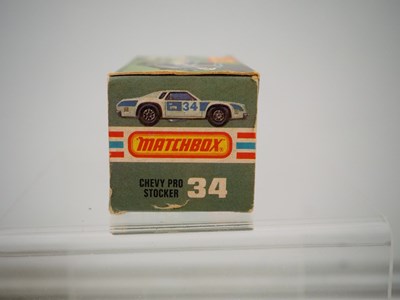 34
MATCHBOX
CHEVY PRO
STOCKER
34